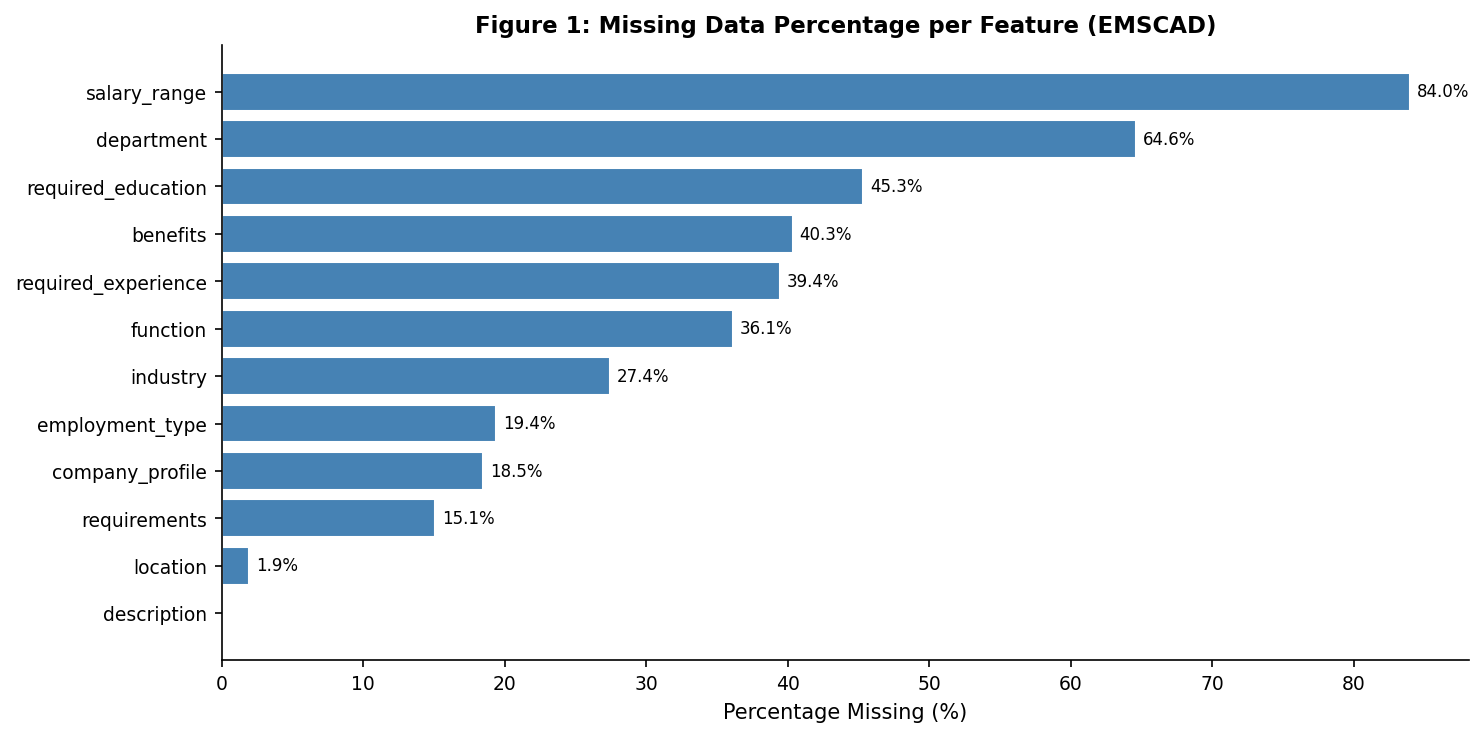 Figure 1: Missing Data Percentage per Feature (EMSCAD)
salary_range 84.0%
department 64.6%
required_education 45.3%
benefits 40.3%
required_experience 39.4%
function 36.1%
industry 27.4%
employment_type 19.4%
company_profile 18.5%
requirements 15.1%
location 1.9%
description
0 10 20 30 40 50 60 70 80
Percentage Missing (%)